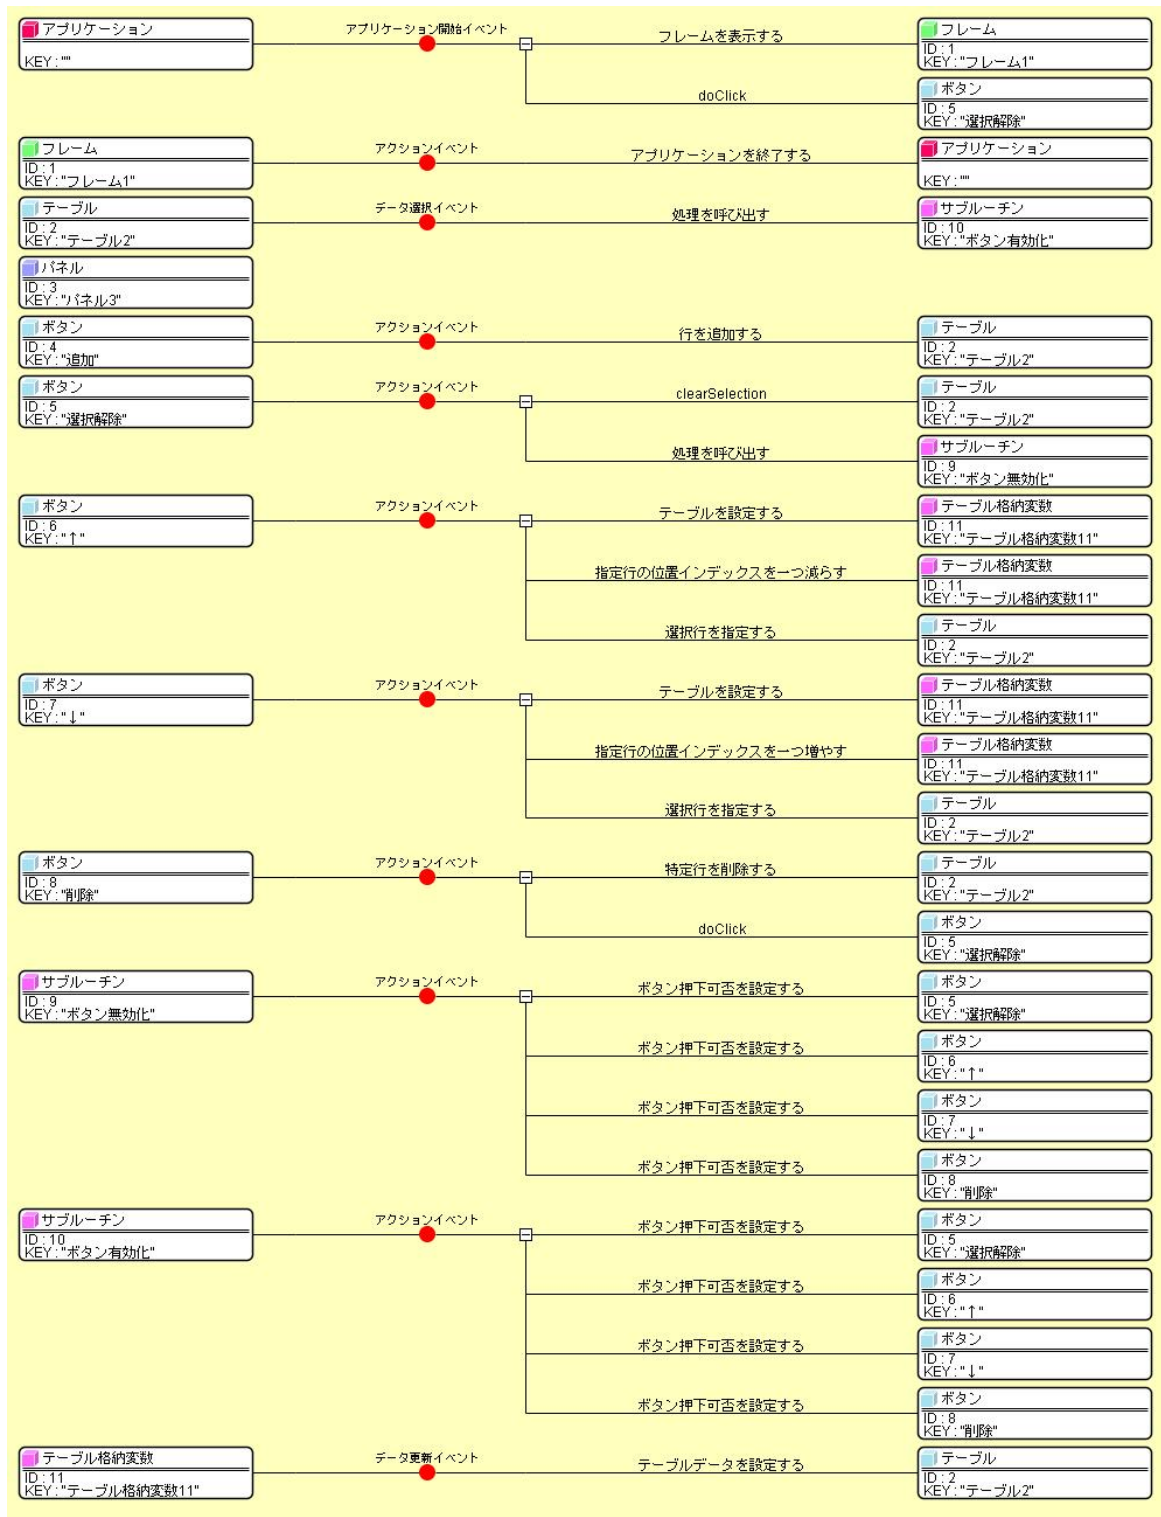 アプリケーション
KEY : ""
アプリケーション開始イベント
フレームを表示する
フレーム
ID : 1
KEY : "フレーム1"
doClick
ボタン
ID : 5
KEY : "選択解除"
フレーム
ID : 1
KEY : "フレーム1"
アクションイベント
アプリケーションを終了する
アプリケーション
KEY : ""
テーブル
ID : 2
KEY : "テーブル2"
データ選択イベント
処理を呼び出す
サブルーチン
ID : 10
KEY : "ボタン有効化"
パネル
ID : 3
KEY : "パネル3"
ボタン
ID : 4
KEY : "追加"
アクションイベント
行を追加する
テーブル
ID : 2
KEY : "テーブル2"
ボタン
ID : 5
KEY : "選択解除"
アクションイベント
clearSelection
テーブル
ID : 2
KEY : "テーブル2"
処理を呼び出す
サブルーチン
ID : 9
KEY : "ボタン無効化"
ボタン
ID : 6
KEY : "↑"
アクションイベント
テーブルを設定する
テーブル格納変数
ID : 11
KEY : "テーブル格納変数11"
指定行の位置インデックスを一つ減らす
テーブル格納変数
ID : 11
KEY : "テーブル格納変数11"
選択行を指定する
テーブル
ID : 2
KEY : "テーブル2"
ボタン
ID : 7
KEY : "↓"
アクションイベント
テーブルを設定する
テーブル格納変数
ID : 11
KEY : "テーブル格納変数11"
指定行の位置インデックスを一つ増やす
テーブル格納変数
ID : 11
KEY : "テーブル格納変数11"
選択行を指定する
テーブル
ID : 2
KEY : "テーブル2"
ボタン
ID : 8
KEY : "削除"
アクションイベント
特定行を削除する
テーブル
ID : 2
KEY : "テーブル2"
doClick
ボタン
ID : 5
KEY : "選択解除"
サブルーチン
ID : 9
KEY : "ボタン無効化"
アクションイベント
ボタン押下可否を設定する
ボタン
ID : 5
KEY : "選択解除"
ボタン押下可否を設定する
ボタン
ID : 6
KEY : "↑"
ボタン押下可否を設定する
ボタン
ID : 7
KEY : "↓"
ボタン押下可否を設定する
ボタン
ID : 8
KEY : "削除"
サブルーチン
ID : 10
KEY : "ボタン有効化"
アクションイベント
ボタン押下可否を設定する
ボタン
ID : 5
KEY : "選択解除"
ボタン押下可否を設定する
ボタン
ID : 6
KEY : "↑"
ボタン押下可否を設定する
ボタン
ID : 7
KEY : "↓"
ボタン押下可否を設定する
ボタン
ID : 8
KEY : "削除"
テーブル格納変数
ID : 11
KEY : "テーブル格納変数11"
データ更新イベント
テーブルデータを設定する
テーブル
ID : 2
KEY : "テーブル2"